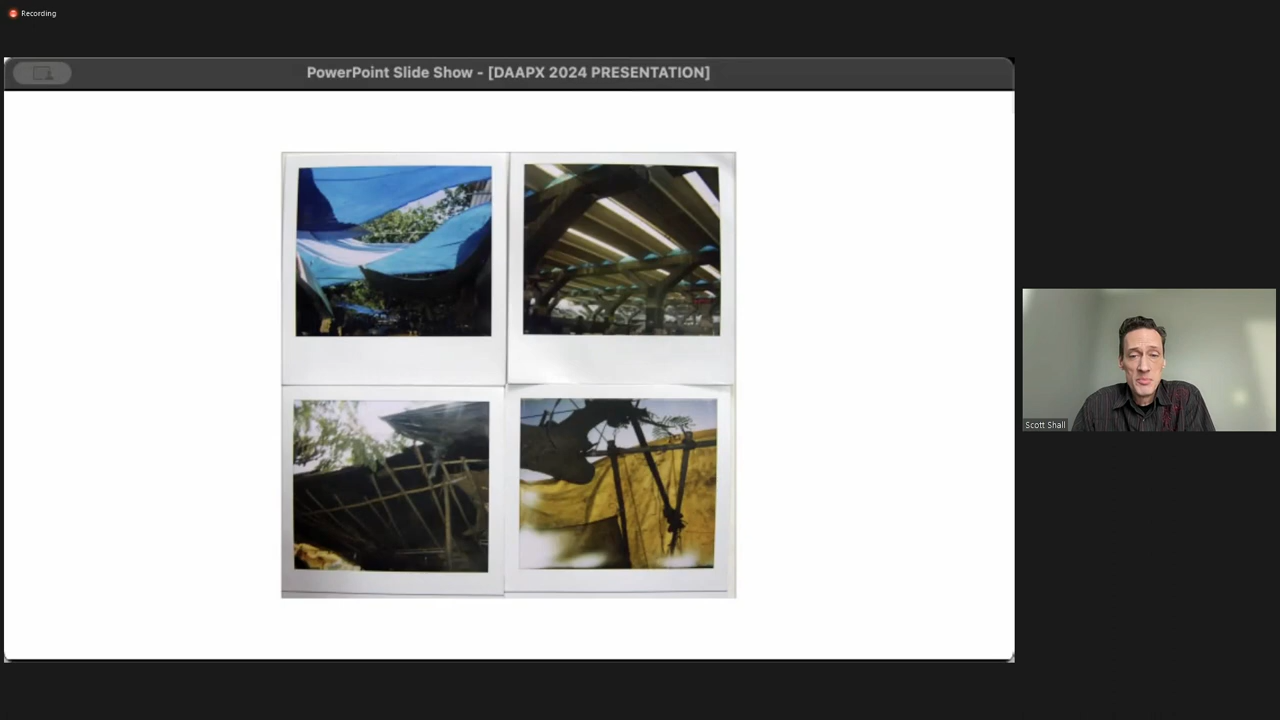 Recording
PowerPoint Slide Show - [DAAPX 2024 PRESENTATION]
Scott Shall